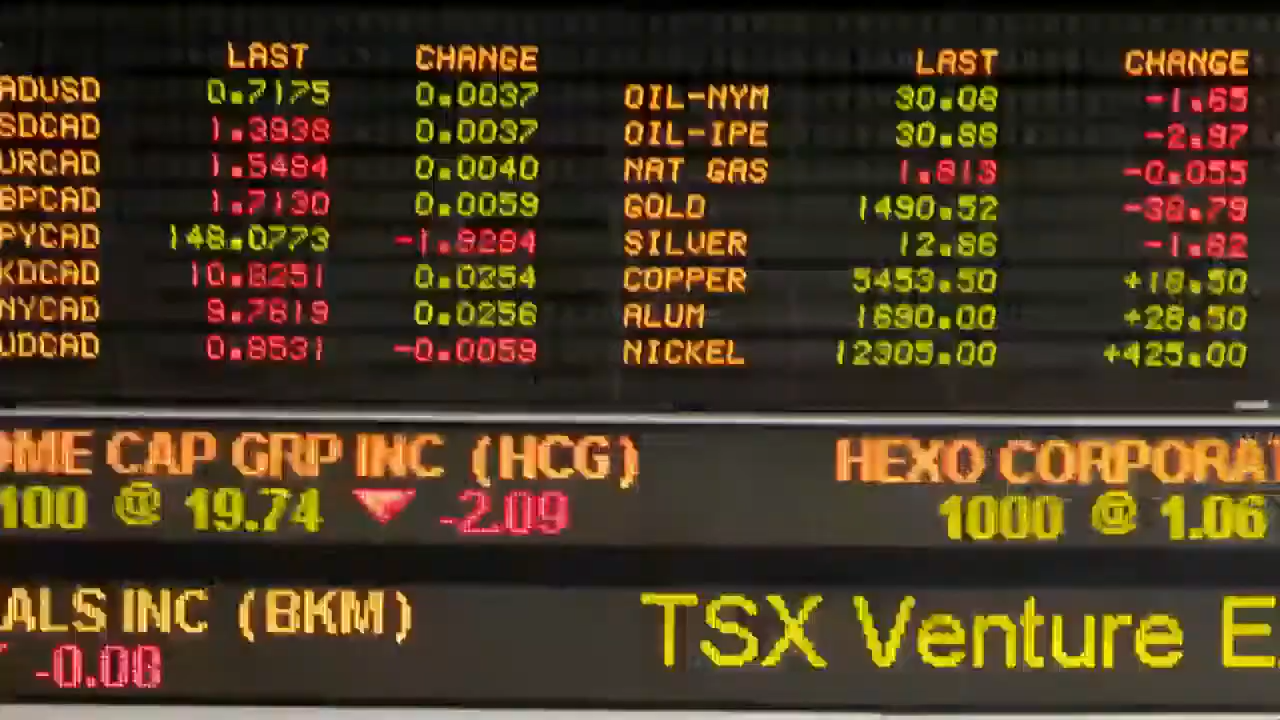 LAST CHANGE
ADUSD 0.7175 0.0037
SDCAD 1.3938 0.0037
URCAD 1.5484 0.0040
BPCAD 1.7130 0.0059
PYCAD 148.0773 -1.9294
KDCAD 10.8251 0.0254
NYCAD 9.7619 0.0256
UDCAD 0.8531 -0.0059
LAST CHANGE
OIL-NYM 30.08 -1.65
OIL-IPE 30.88 -2.97
NAT GAS 1.813 -0.055
GOLD 1490.52 -38.79
SILVER 12.86 -1.82
COPPER 5453.50 +18.50
ALUM 1690.00 +28.50
NICKEL 12305.00 +425.00
OME CAP GRP INC (HCG) HEXO CORPORA
100 @ 19.74 ▼ -2.09 1000 @ 1.06
ALS INC (BKM) TSX Venture E
-0.08